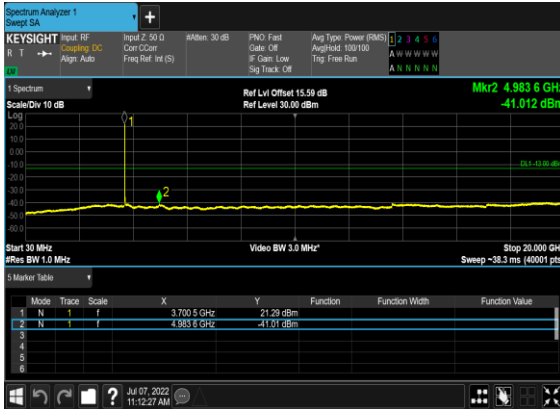 Spectrum Analyzer 1
Swept SA
+
KEYSIGHT
R T
Input: RF
Coupling: DC
Align: Auto
Input Z: 50 Ω
Corr CCorr
Freq Ref: Int (S)
#Atten: 30 dB
PNO: Fast
Gate: Off
IF Gain: Low
Sig Track: Off
Avg Type: Power (RMS)
Avg|Hold: 100/100
Trig: Free Run
1 2 3 4 5 6
A W W W W W
A N N N N N
1 Spectrum
Scale/Div 10 dB
Ref Lvl Offset 15.59 dB
Ref Level 30.00 dBm
Mkr2 4.983 6 GHz
-41.012 dBm
Log
20.0
10.0
0.00
-10.0
-20.0
-30.0
-40.0
-50.0
-60.0
1
2
DL1 -13.00 dBm
Start 30 MHz
#Res BW 1.0 MHz
Video BW 3.0 MHz*
Stop 20.000 GH
Sweep ~38.3 ms (40001 pts
5 Marker Table
Mode Trace Scale X Y Function Function Width Function Value
1 N 1 f 3.700 5 GHz 21.29 dBm
2 N 1 f 4.983 6 GHz -41.01 dBm
3
4
5
6
?
Jul 07, 2022
11:12:27 AM